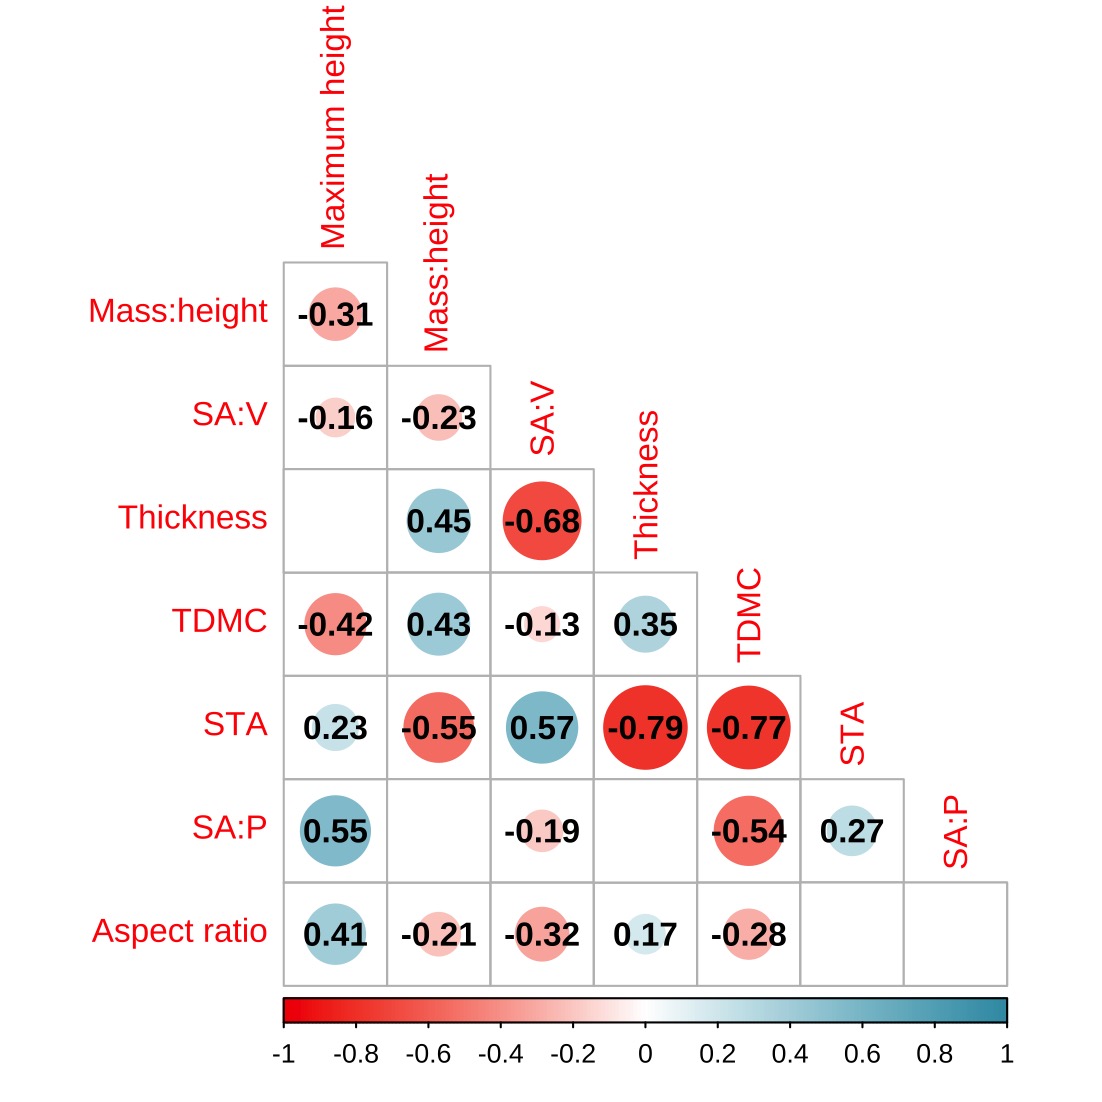 Maximum height
Mass:height
Mass:height -0.31
SA:V
SA:V -0.16 -0.23
Thickness
Thickness 0.45 -0.68
TDMC
TDMC -0.42 0.43 -0.13 0.35
STA
STA 0.23 -0.55 0.57 -0.79 -0.77
SA:P
SA:P 0.55 -0.19 -0.54 0.27
Aspect ratio 0.41 -0.21 -0.32 0.17 -0.28
-1 -0.8 -0.6 -0.4 -0.2 0 0.2 0.4 0.6 0.8 1